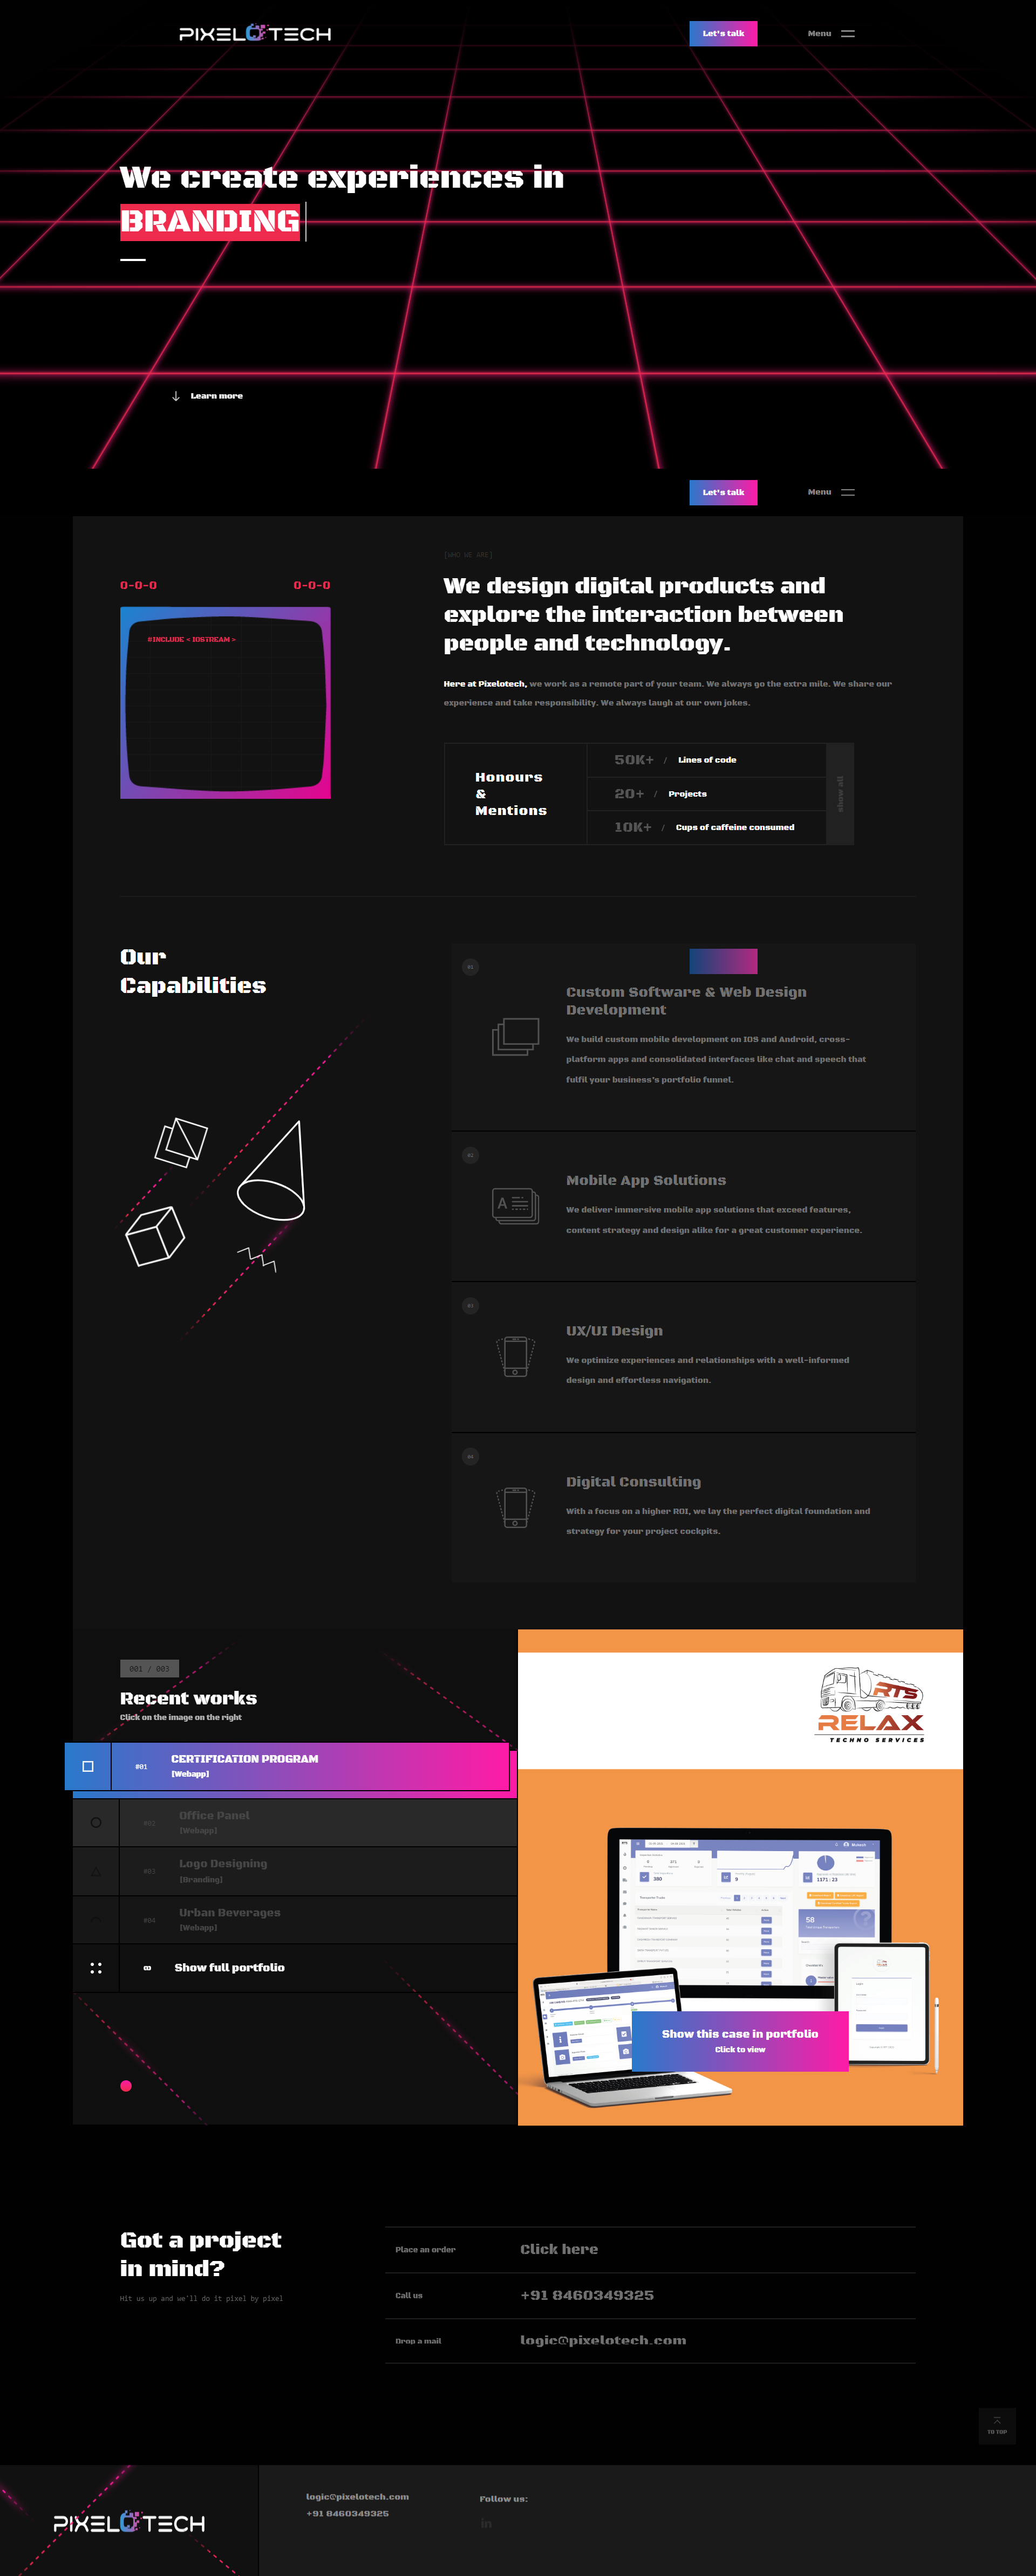 PIXELOTECH
Let's talk
Menu
We create experiences in
BRANDING
Learn more
Let's talk
Menu
[WHO WE ARE]
0-0-0
0-0-0
We design digital products and
explore the interaction between
people and technology.
#INCLUDE < IOSTREAM >
Here at Pixelotech, we work as a remote part of your team. We always go the extra mile. We share our
experience and take responsibility. We always laugh at our own jokes.
Honours
&
Mentions
50K+ / Lines of code
20+ / Projects
10K+ / Cups of caffeine consumed
show all
Our
Capabilities
01
Custom Software & Web Design
Development
We build custom mobile development on IOS and Android, cross-
platform apps and consolidated interfaces like chat and speech that
fulfil your business's portfolio funnel.
02
Mobile App Solutions
We deliver immersive mobile app solutions that exceed features,
content strategy and design alike for a great customer experience.
03
UX/UI Design
We optimize experiences and relationships with a well-informed
design and effortless navigation.
04
Digital Consulting
With a focus on a higher ROI, we lay the perfect digital foundation and
strategy for your project cockpits.
001 / 003
Recent works
Click on the image on the right
#01
CERTIFICATION PROGRAM
[Webapp]
#02
Office Panel
[Webapp]
#03
Logo Designing
[Branding]
#04
Urban Beverages
[Webapp]
Show full portfolio
RTS
RELAX
TECHNO SERVICES
Show this case in portfolio
Click to view
Got a project
in mind?
Hit us up and we'll do it pixel by pixel
Place an order
Click here
Call us
+91 8460349325
Drop a mail
logic@pixelotech.com
TO TOP
PIXELOTECH
logic@pixelotech.com
+91 8460349325
Follow us:
in